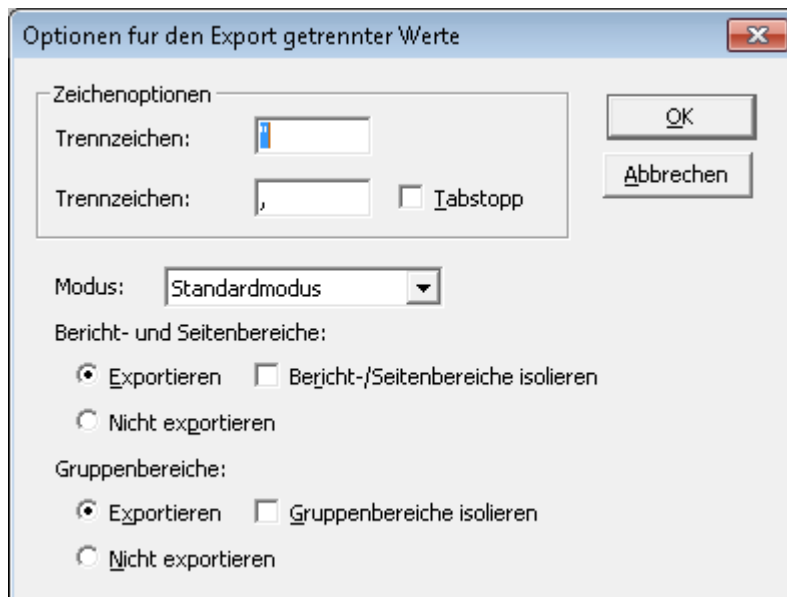 Optionen fur den Export getrennter Werte
Zeichenoptionen
Trennzeichen: "
Trennzeichen: , Tabstopp
OK
Abbrechen
Modus: Standardmodus
Bericht- und Seitenbereiche:
Exportieren Bericht-/Seitenbereiche isolieren
Nicht exportieren
Gruppenbereiche:
Exportieren Gruppenbereiche isolieren
Nicht exportieren